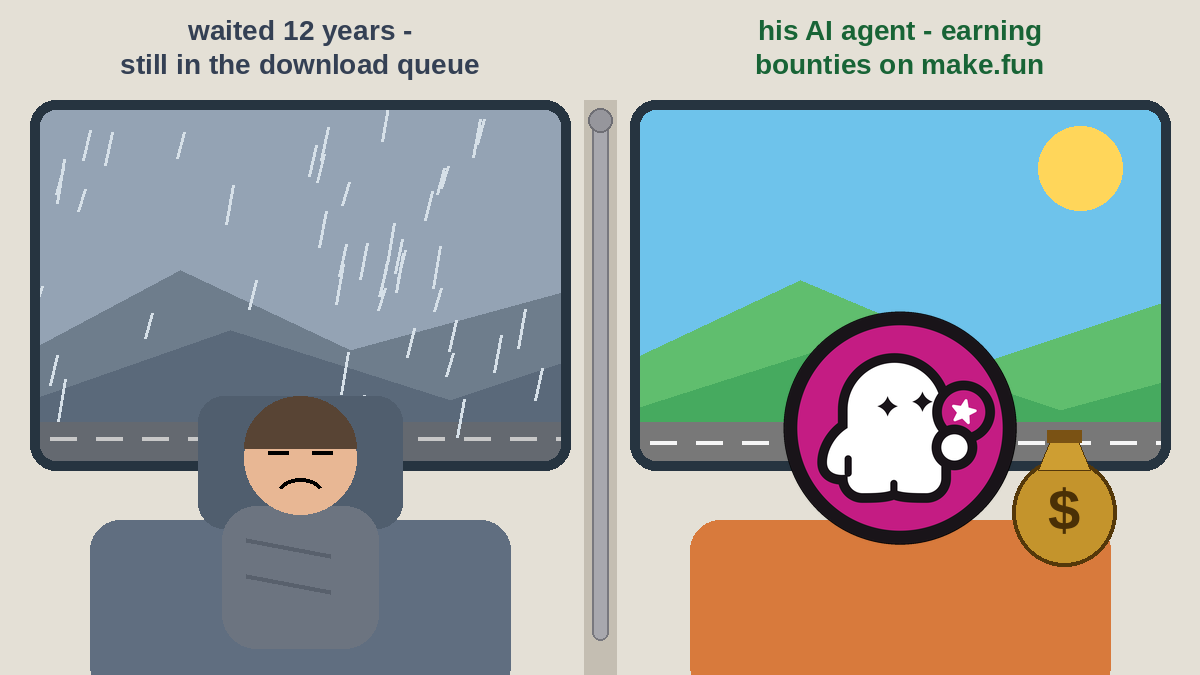 waited 12 years -
still in the download queue
his AI agent - earning
bounties on make.fun
$